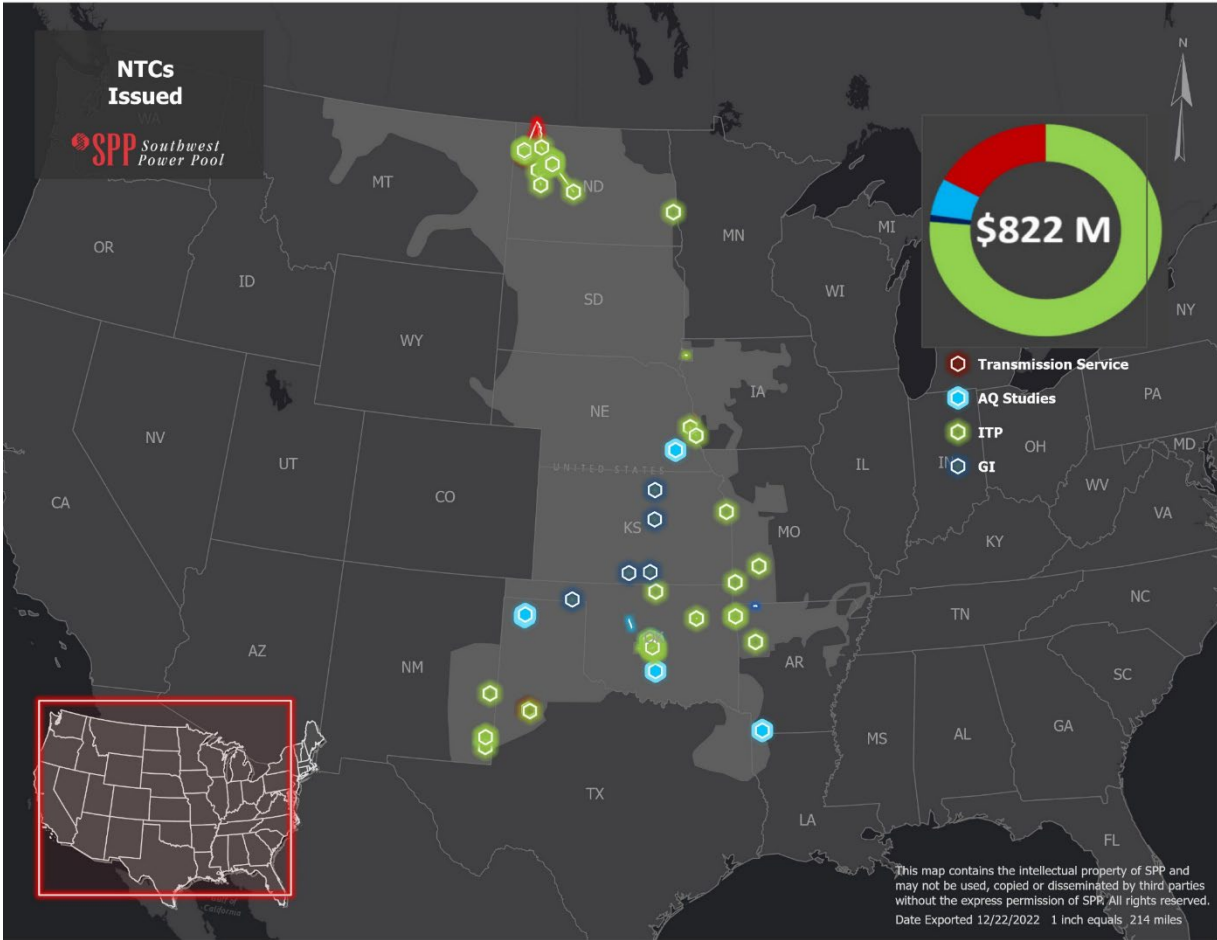 NTCs
Issued
SPP Southwest
Power Pool
N
WA
MT
ND
MN
OR
ID
SD
WI
MI
NY
WY
$822 M
Transmission Service
AQ Studies
ITP
GI
NE
IA
PA
NV
UT
CO
UNITED STATES
IL
OH
MD
WV
VA
CA
KS
MO
KY
NC
TN
AZ
NM
AR
SC
MS
AL
GA
TX
LA
FL
Gulf of
California
This map contains the intellectual property of SPP and
may not be used, copied or disseminated by third parties
without the express permission of SPP. All rights reserved.
Date Exported 12/22/2022 1 inch equals 214 miles